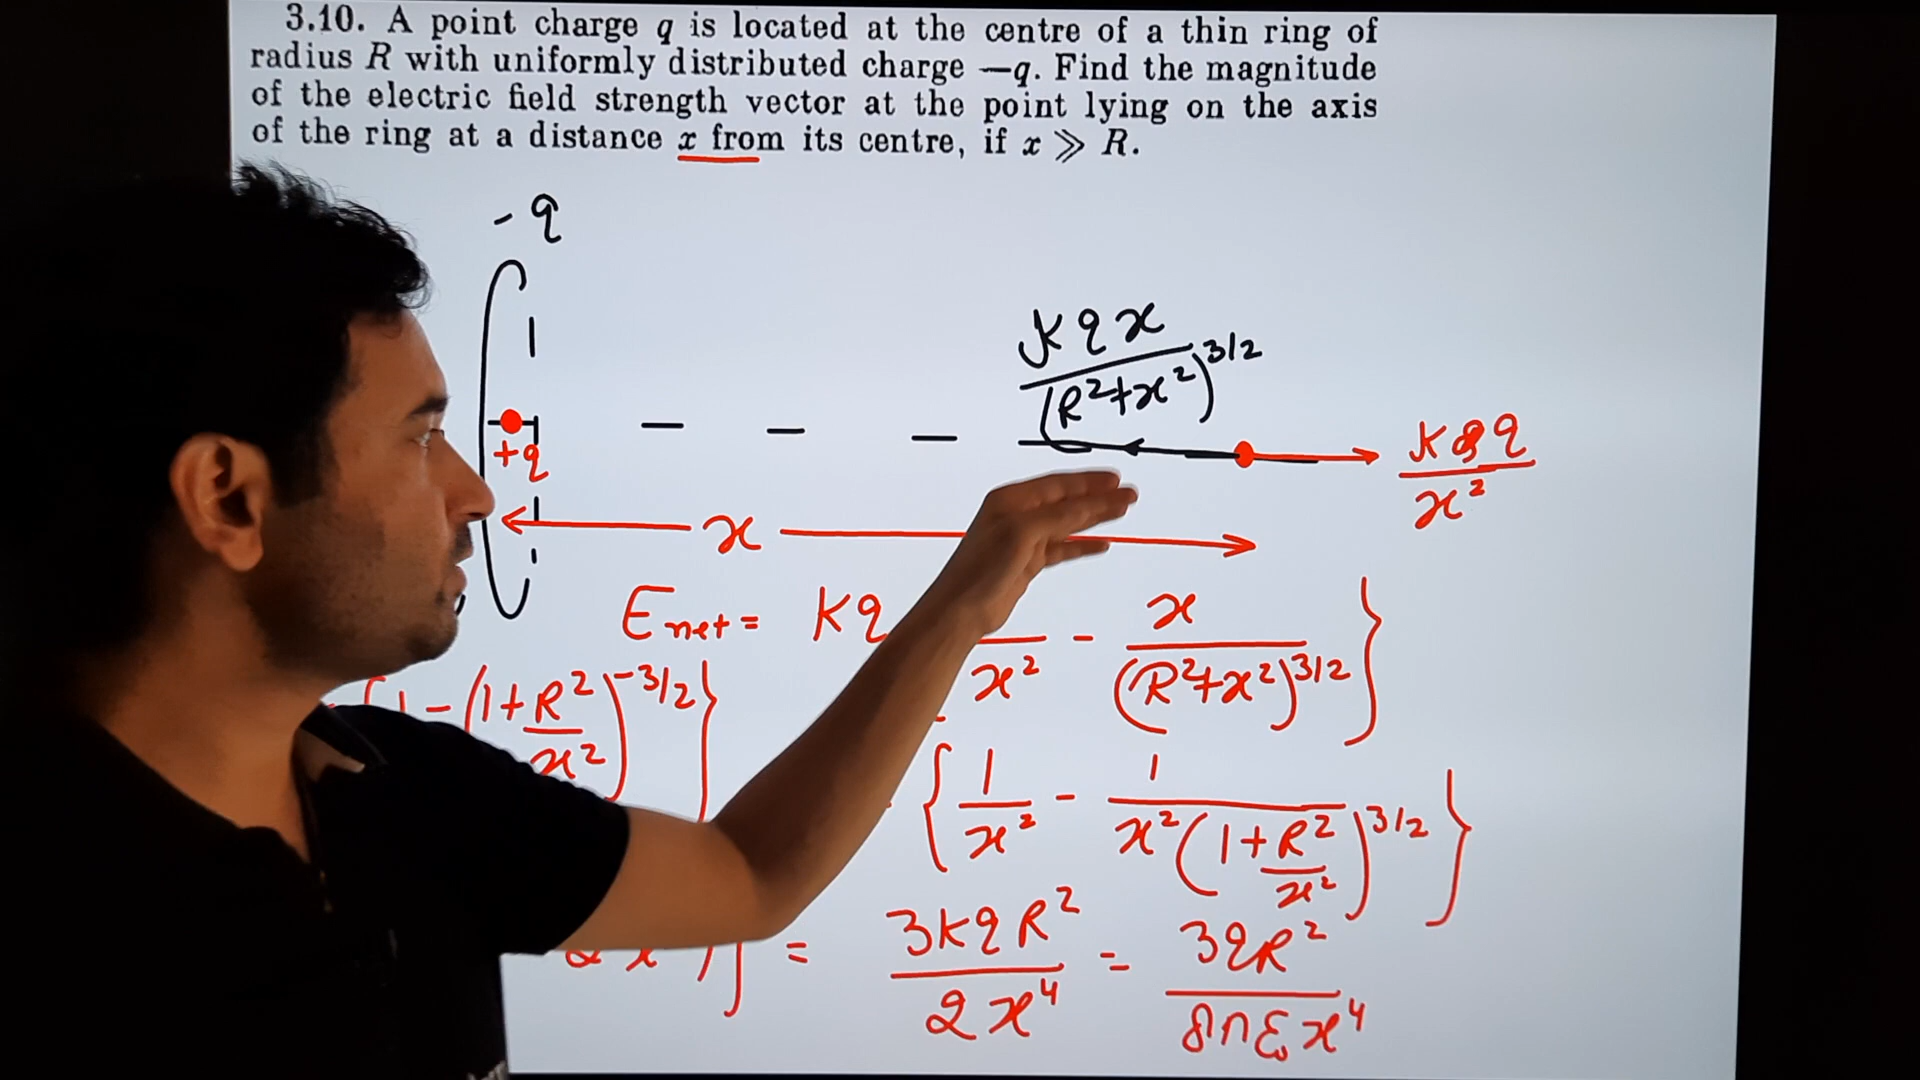 3.10. A point charge q is located at the centre of a thin ring of
radius R with uniformly distributed charge —q. Find the magnitude
of the electric field strength vector at the point lying on the axis
of the ring at a distance x from its centre, if x ≫ R.
- q
kqx
(R²+x²)^3/2
+q
kq
x²
x
E net = Kq
x² - x/(R²+x²)^3/2 }
1 - (1+R²/x²)^-3/2 }
{ 1/x² - 1/x²(1+R²/x²)^3/2 }
= 3kqR²/2x⁴ = 3qR²/8πε₀x⁴